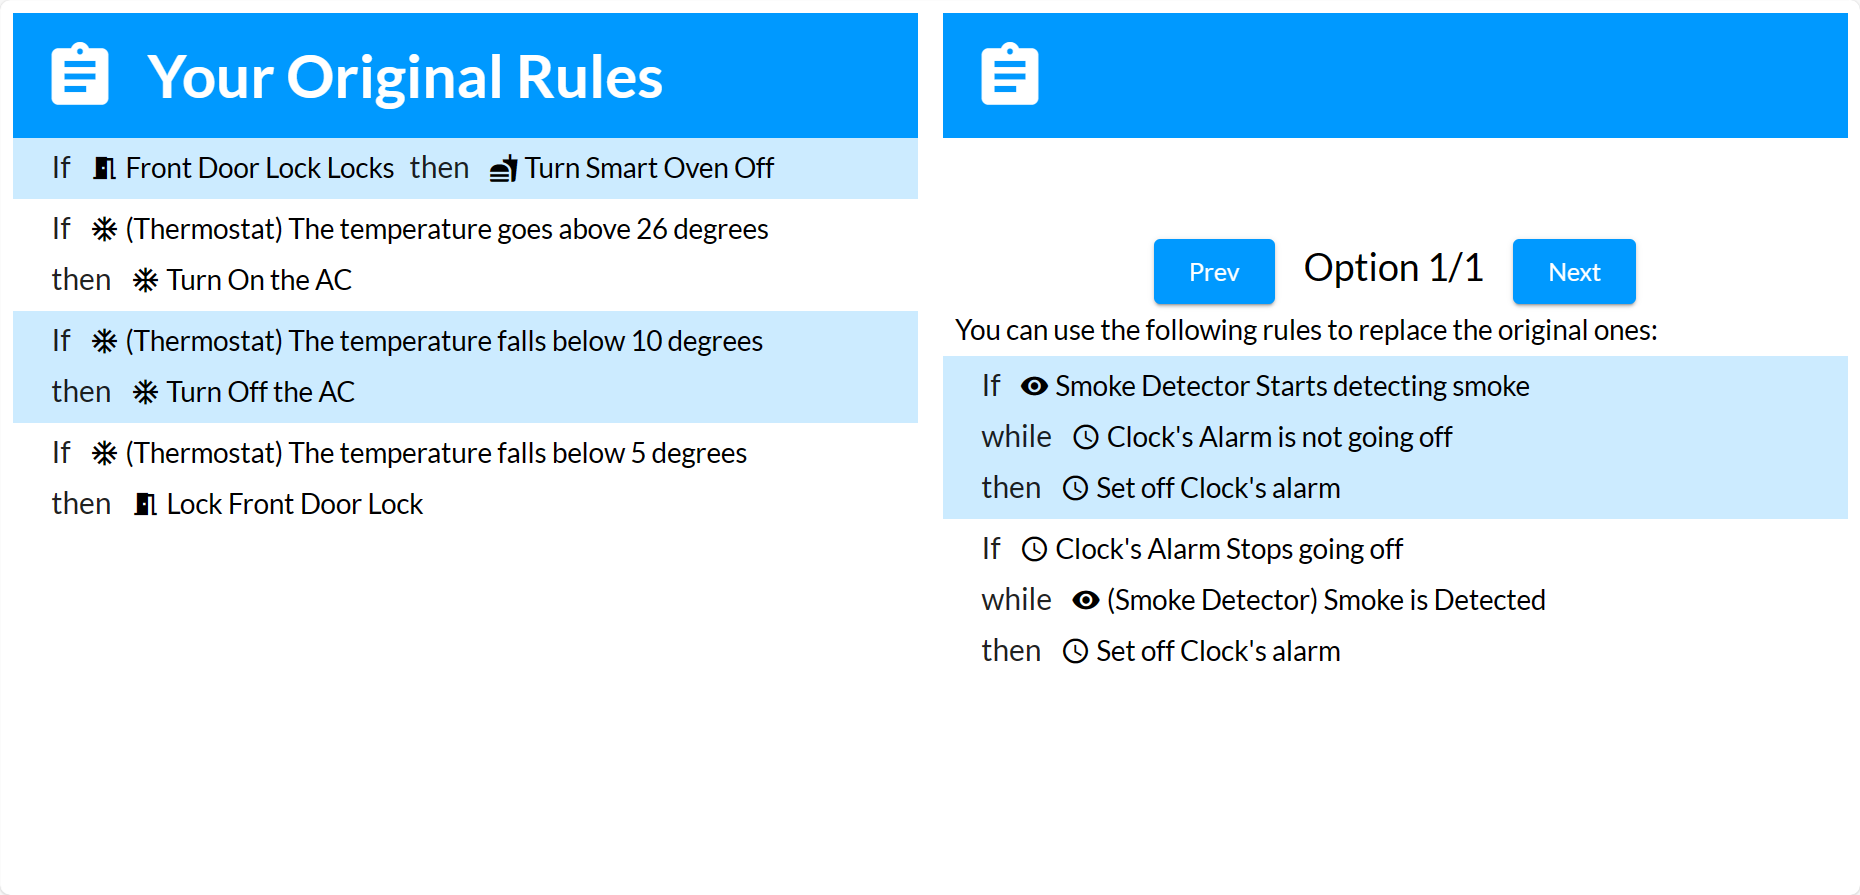 Your Original Rules
If Front Door Lock Locks then Turn Smart Oven Off
If (Thermostat) The temperature goes above 26 degrees
then Turn On the AC
If (Thermostat) The temperature falls below 10 degrees
then Turn Off the AC
If (Thermostat) The temperature falls below 5 degrees
then Lock Front Door Lock
Prev Option 1/1 Next
You can use the following rules to replace the original ones:
If Smoke Detector Starts detecting smoke
while Clock's Alarm is not going off
then Set off Clock's alarm
If Clock's Alarm Stops going off
while (Smoke Detector) Smoke is Detected
then Set off Clock's alarm